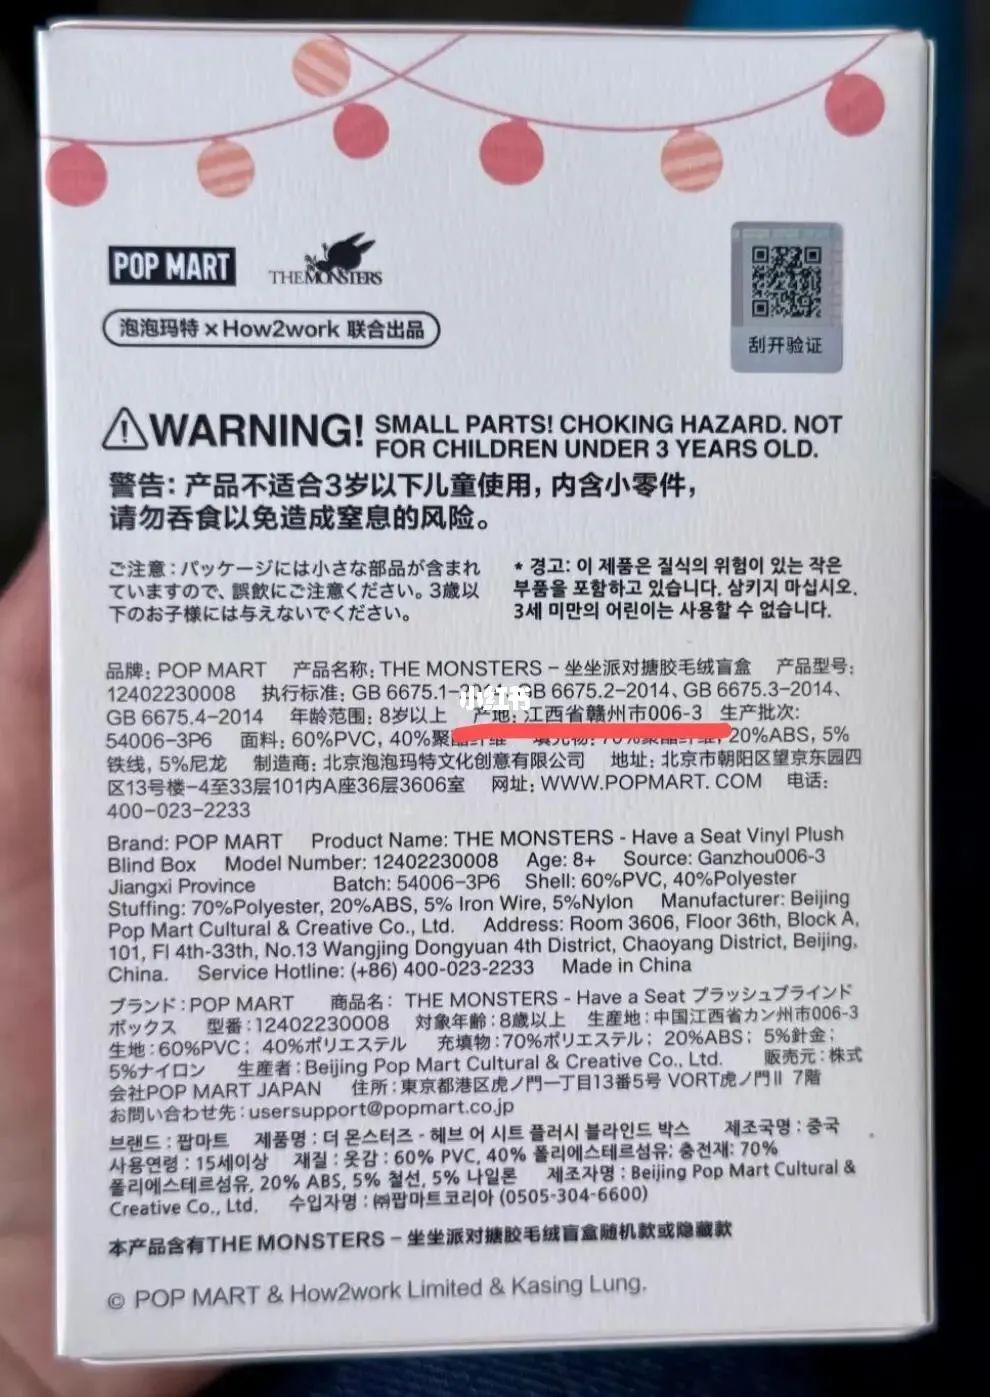 POP MART
THE MONSTERS
泡泡玛特×How2work 联合出品
刮开验证
WARNING! SMALL PARTS! CHOKING HAZARD. NOT
FOR CHILDREN UNDER 3 YEARS OLD.
警告：产品不适合3岁以下儿童使用，内含小零件，
请勿吞食以免造成窒息的风险。
ご注意：パッケージには小さな部品が含まれ
ていますので、誤飲にご注意ください。3歳以
下のお子様には与えないでください。
* 경고: 이 제품은 질식의 위험이 있는 작은
부품을 포함하고 있습니다. 삼키지 마십시오.
3세 미만의 어린이는 사용할 수 없습니다.
品牌：POP MART 产品名称：THE MONSTERS – 坐坐派对搪胶毛绒盲盒 产品型号：
12402230008 执行标准：GB 6675.1–2014、GB 6675.2–2014、GB 6675.3–2014、
小红书
GB 6675.4–2014 年龄范围：8岁以上 产地：江西省赣州市006-3 生产批次：
54006-3P6 面料：60%PVC，40%聚酯纤维 填充物：70%聚酯纤维，20%ABS，5%
铁线，5%尼龙 制造商：北京泡泡玛特文化创意有限公司 地址：北京市朝阳区望京东园四
区13号楼-4至33层101内A座36层3606室 网址：WWW.POPMART. COM 电话：
400-023-2233
Brand: POP MART Product Name: THE MONSTERS - Have a Seat Vinyl Plush
Blind Box Model Number: 12402230008 Age: 8+ Source: Ganzhou006-3
Jiangxi Province Batch: 54006-3P6 Shell: 60%PVC, 40%Polyester
Stuffing: 70%Polyester, 20%ABS, 5% Iron Wire, 5%Nylon Manufacturer: Beijing
Pop Mart Cultural & Creative Co., Ltd. Address: Room 3606, Floor 36th, Block A,
101, Fl 4th-33th, No.13 Wangjing Dongyuan 4th District, Chaoyang District, Beijing,
China. Service Hotline: (+86) 400-023-2233 Made in China
ブランド：POP MART 商品名： THE MONSTERS - Have a Seat プラッシュブラインド
ボックス 型番：12402230008 対象年齢：8歳以上 生産地：中国江西省カン州市006-3
生地：60%PVC； 40%ポリエステル 充填物：70%ポリエステル； 20%ABS； 5%針金；
5%ナイロン 生産者：Beijing Pop Mart Cultural & Creative Co., Ltd. 販売元：株式
会社POP MART JAPAN 住所：東京都港区虎ノ門一丁目13番5号 VORT虎ノ門Ⅱ 7階
お問い合わせ先：usersupport@popmart.co.jp
브랜드 : 팝마트 제품명 : 더 몬스터즈 - 헤브 어 시트 플러시 블라인드 박스 제조국명 : 중국
사용연령 : 15세이상 재질 : 옷감 : 60% PVC, 40% 폴리에스테르섬유; 충전재: 70%
폴리에스테르섬유, 20% ABS, 5% 철선, 5% 나일론 제조자명 : Beijing Pop Mart Cultural &
Creative Co., Ltd. 수입자명 : ㈜팝마트코리아 (0505-304-6600)
本产品含有THE MONSTERS – 坐坐派对搪胶毛绒盲盒随机款或隐藏款
© POP MART & How2work Limited & Kasing Lung.